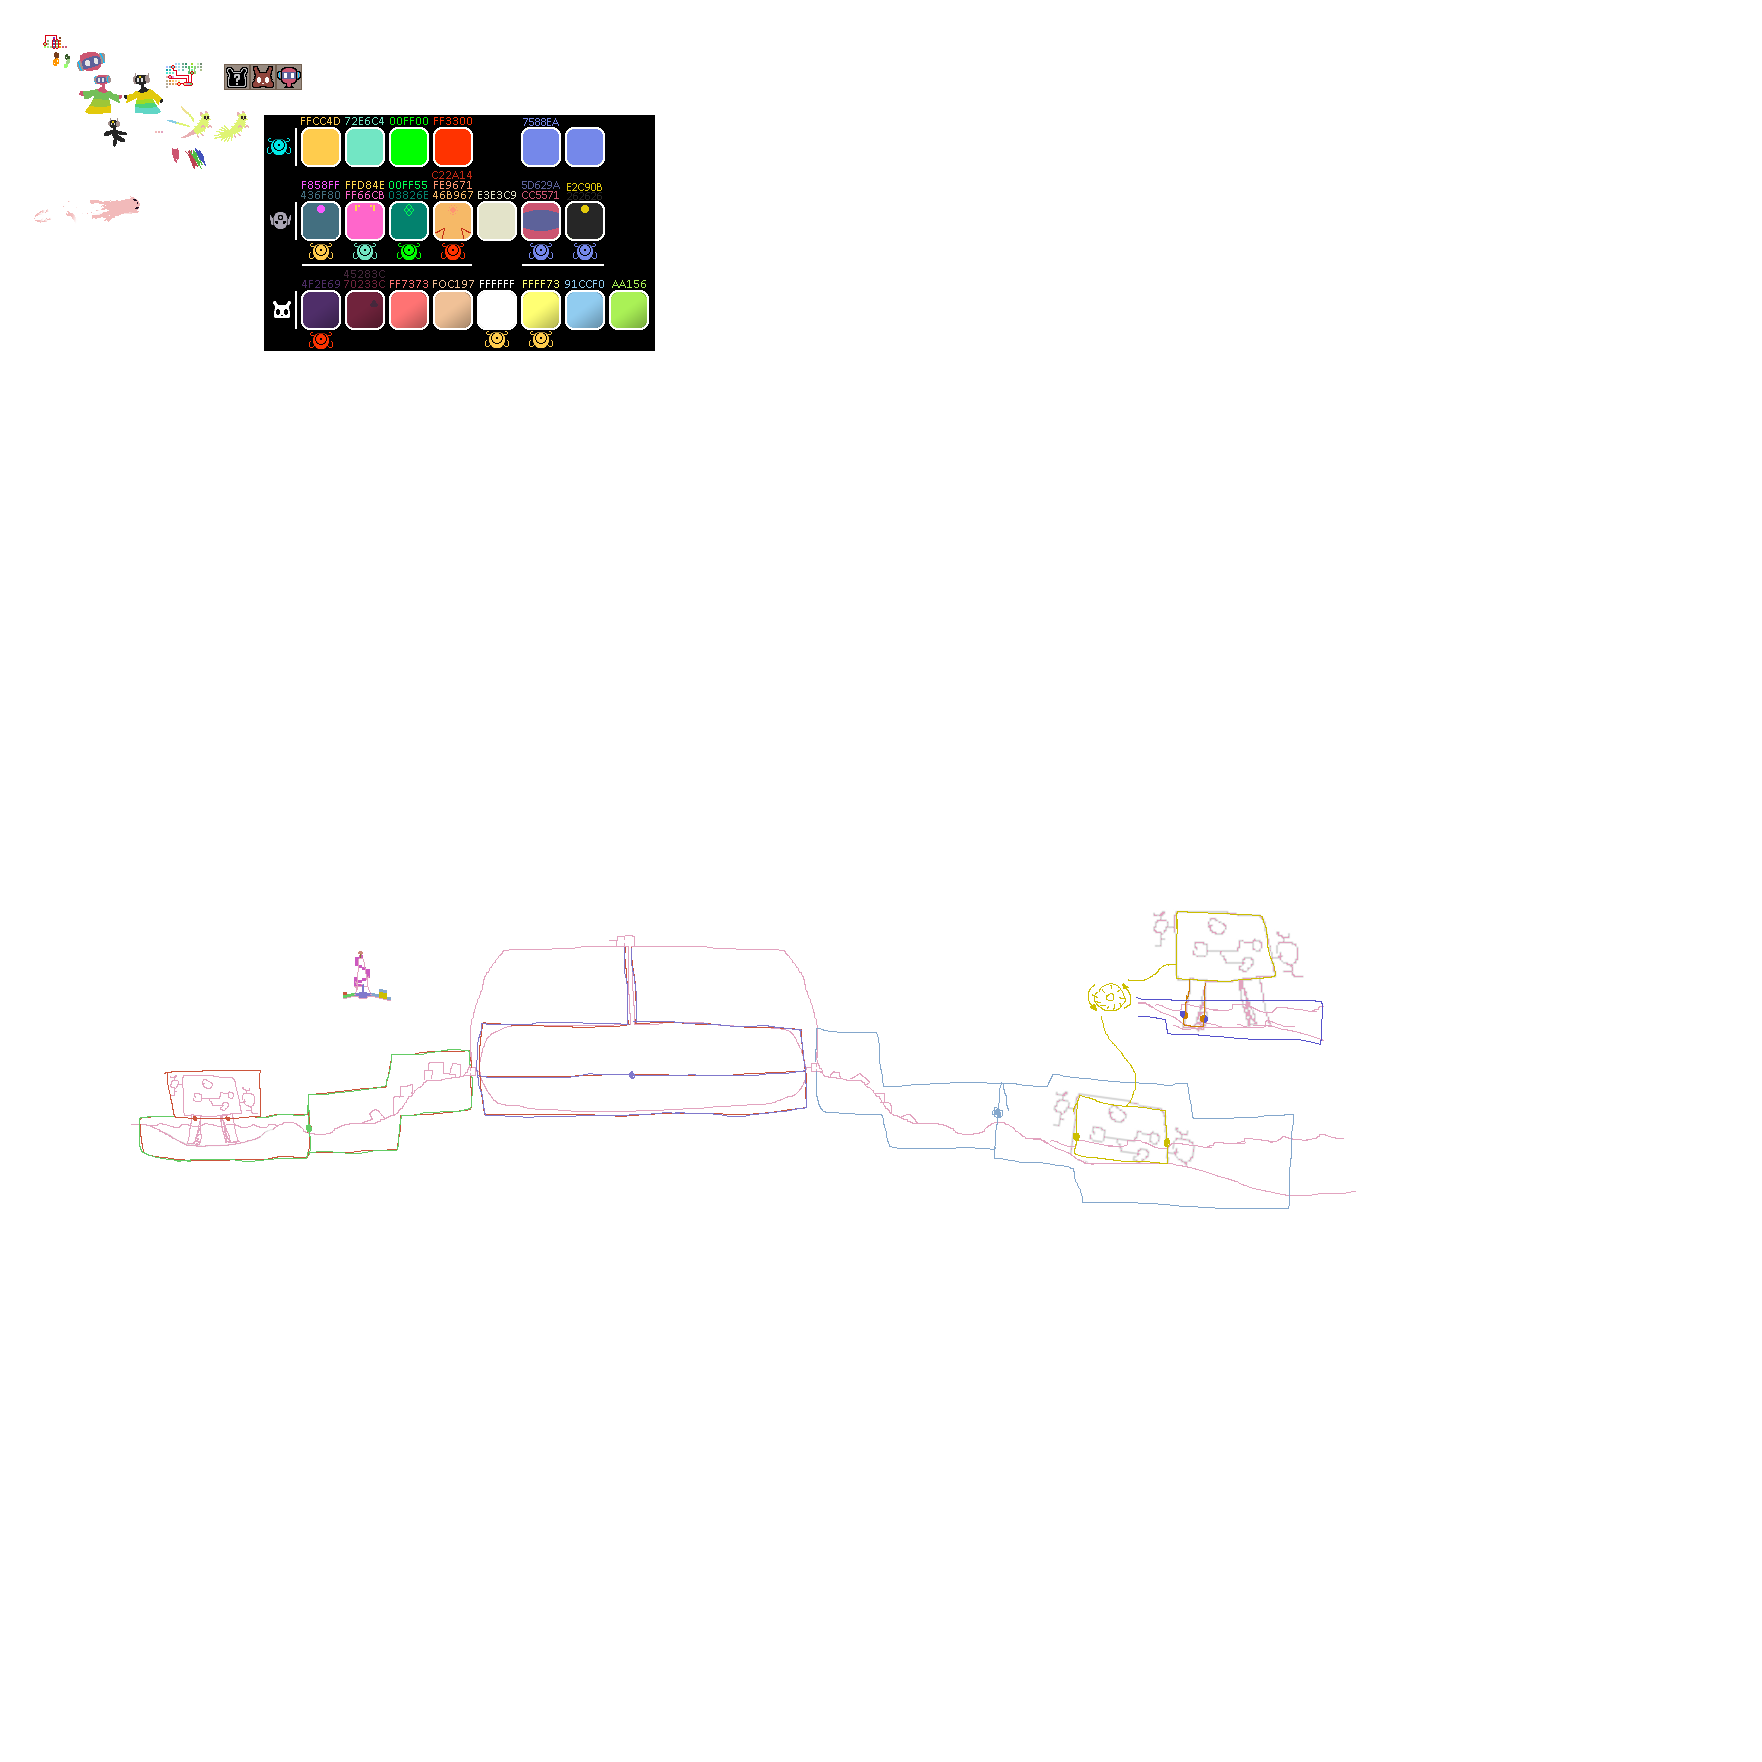 ?
FFCC4D 72E6C4 00FF00 FF3300 7588EA
C22A14
F858FF FFD84E 00FF55 FE9671 5D629A E2C90B
436F80 FF66CB 03826E 46B967 E3E3C9 CC5571
45283C
4F2E69 70233C FF7373 FOC197 FFFFFF FFFF73 91CCF0 AA156